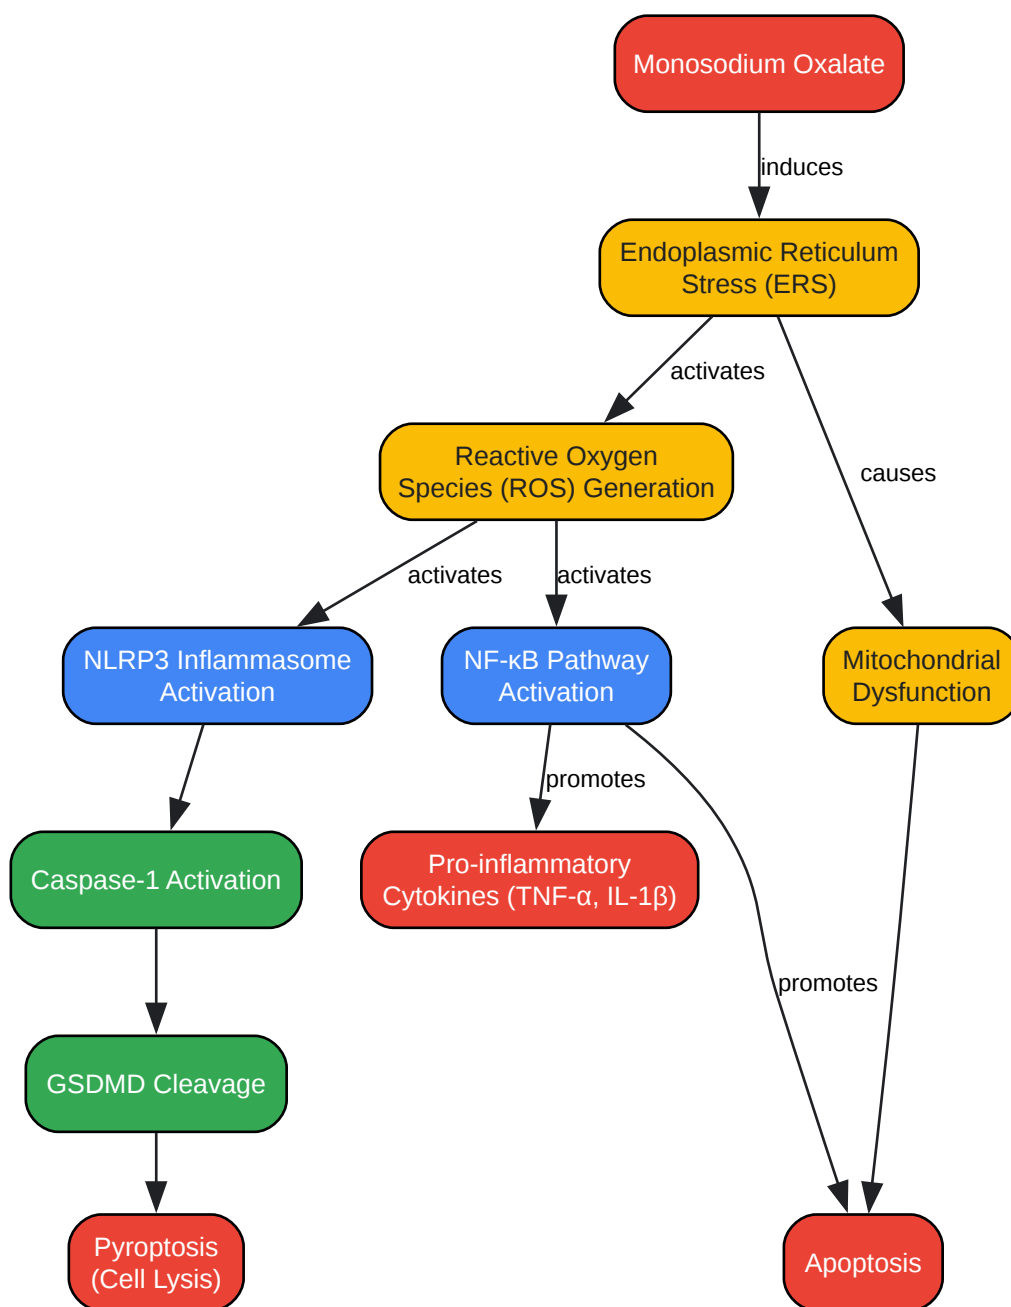 Monosodium Oxalate
induces
Endoplasmic Reticulum
Stress (ERS)
activates
causes
Reactive Oxygen
Species (ROS) Generation
activates
activates
NLRP3 Inflammasome
Activation
NF-κB Pathway
Activation
Mitochondrial
Dysfunction
promotes
Caspase-1 Activation
Pro-inflammatory
Cytokines (TNF-α, IL-1β)
promotes
GSDMD Cleavage
Pyroptosis
(Cell Lysis)
Apoptosis